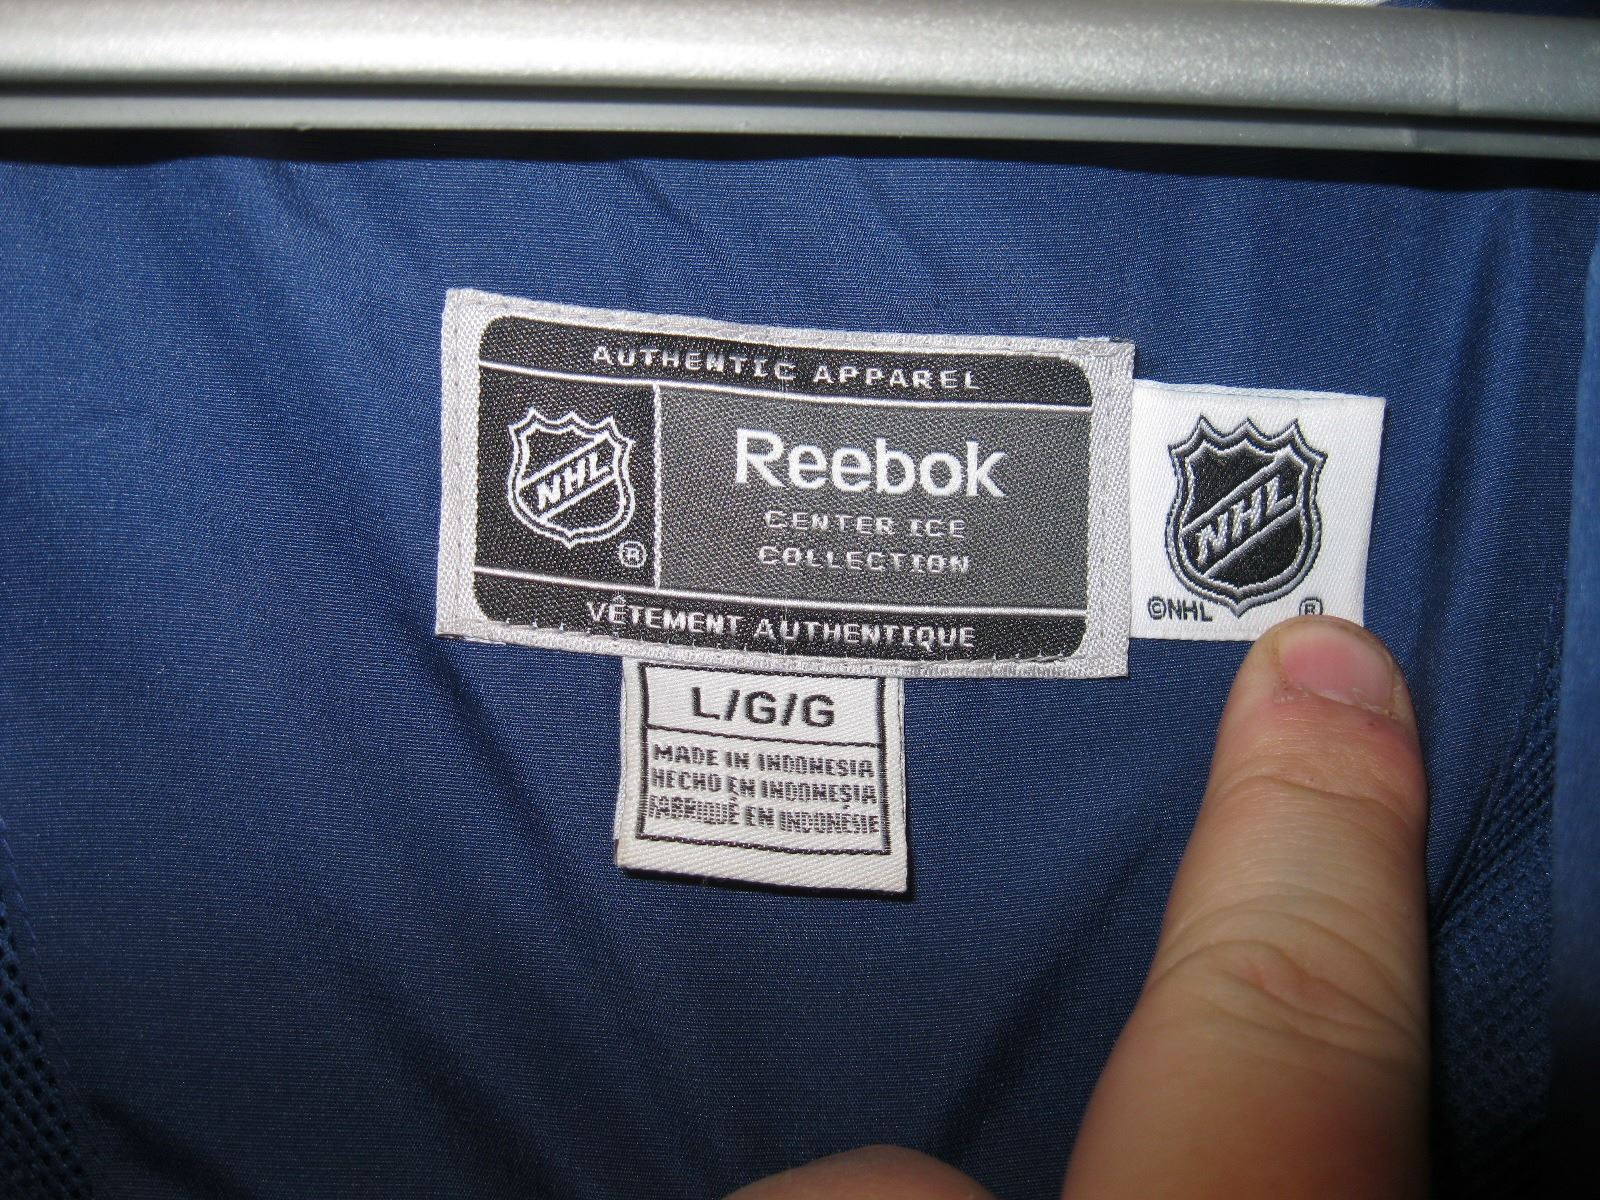 AUTHENTIC APPAREL
NHL
®
Reebok
CENTER ICE
COLLECTION
VÊTEMENT AUTHENTIQUE
NHL
©NHL ®
L/G/G
MADE IN INDONESIA
HECHO EN INDONESIA
FABRIQUÉ EN INDONESIE